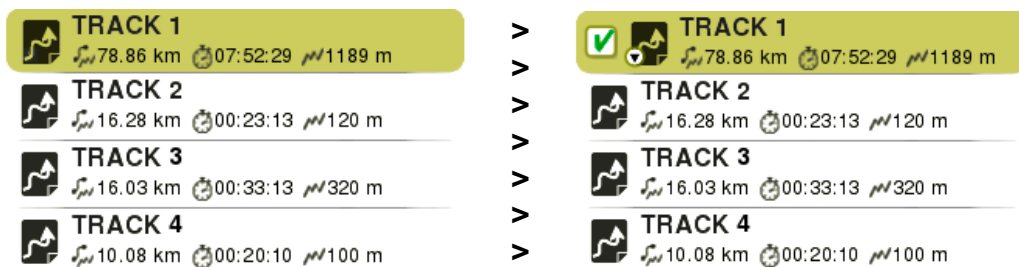 TRACK 1
78.86 km 07:52:29 1189 m
TRACK 2
16.28 km 00:23:13 120 m
TRACK 3
16.03 km 00:33:13 320 m
TRACK 4
10.08 km 00:20:10 100 m
>
>
>
>
>
>
>
TRACK 1
78.86 km 07:52:29 1189 m
TRACK 2
16.28 km 00:23:13 120 m
TRACK 3
16.03 km 00:33:13 320 m
TRACK 4
10.08 km 00:20:10 100 m